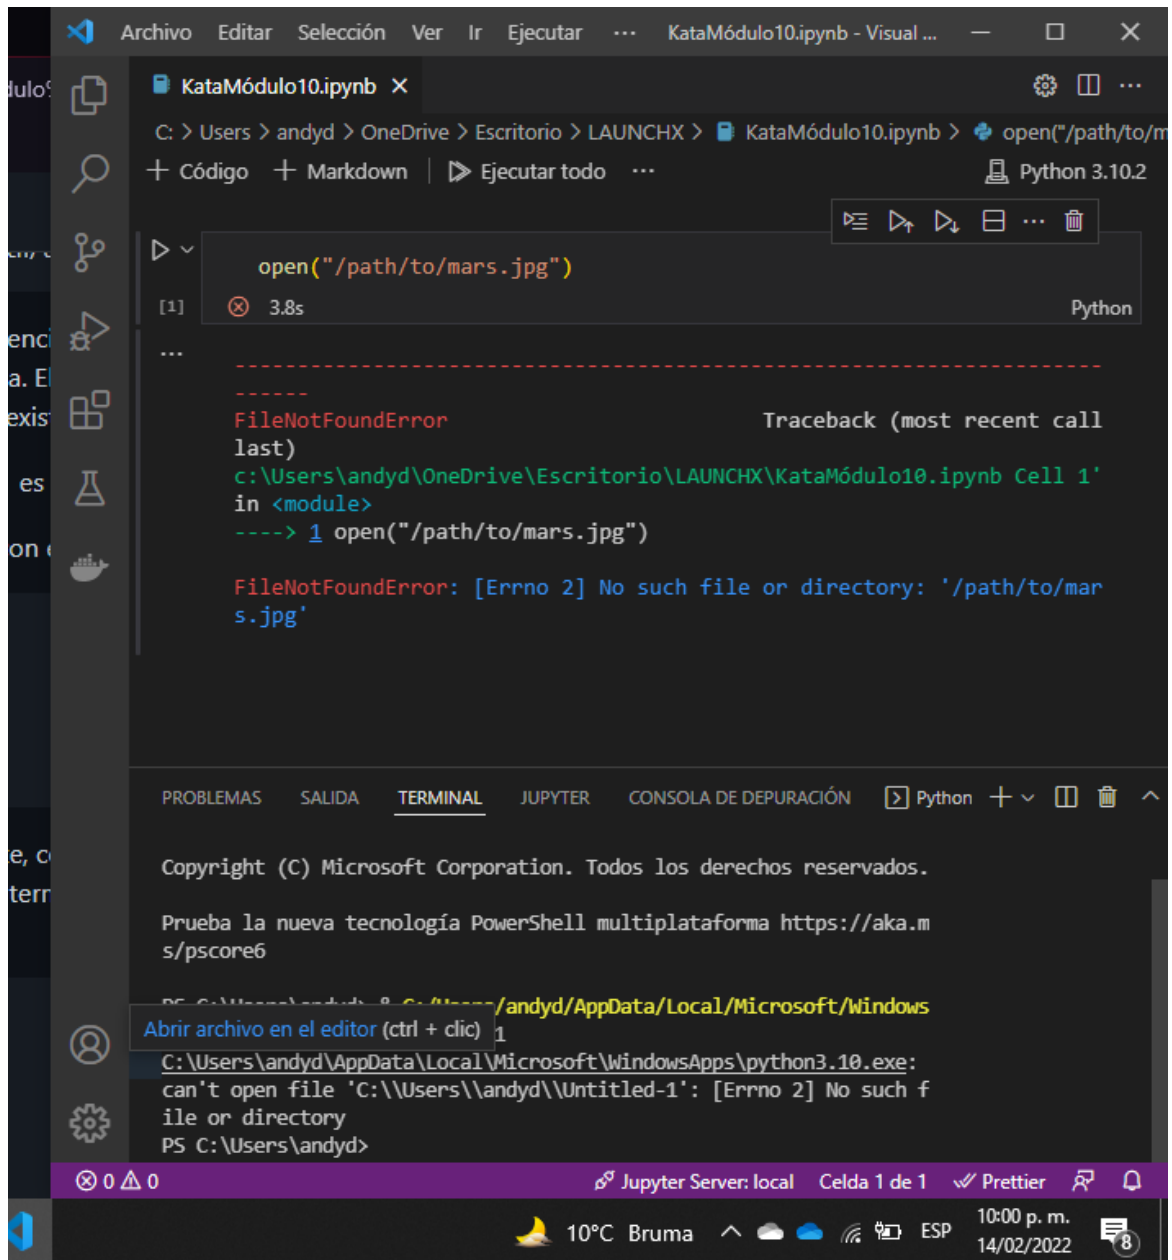 Archivo Editar Selección Ver Ir Ejecutar ··· KataMódulo10.ipynb - Visual ...
KataMódulo10.ipynb
C: > Users > andyd > OneDrive > Escritorio > LAUNCHX > KataMódulo10.ipynb > open("/path/to/m
+ Código + Markdown Ejecutar todo ···
Python 3.10.2
open("/path/to/mars.jpg")
[1] 3.8s Python
...
---------------------------------------------------------------------
------
FileNotFoundError Traceback (most recent call
last)
c:\Users\andyd\OneDrive\Escritorio\LAUNCHX\KataMódulo10.ipynb Cell 1'
in <module>
----> 1 open("/path/to/mars.jpg")
FileNotFoundError: [Errno 2] No such file or directory: '/path/to/mar
s.jpg'
PROBLEMAS SALIDA TERMINAL JUPYTER CONSOLA DE DEPURACIÓN Python
Copyright (C) Microsoft Corporation. Todos los derechos reservados.
Prueba la nueva tecnología PowerShell multiplataforma https://aka.m
s/pscore6
/andyd/AppData/Local/Microsoft/Windows
Abrir archivo en el editor (ctrl + clic) 1
C:\Users\andyd\AppData\Local\Microsoft\WindowsApps\python3.10.exe:
can't open file 'C:\\Users\\andyd\\Untitled-1': [Errno 2] No such f
ile or directory
PS C:\Users\andyd>
0 0 Jupyter Server: local Celda 1 de 1 Prettier
10°C Bruma ESP 10:00 p. m.
14/02/2022 8
a. El
es